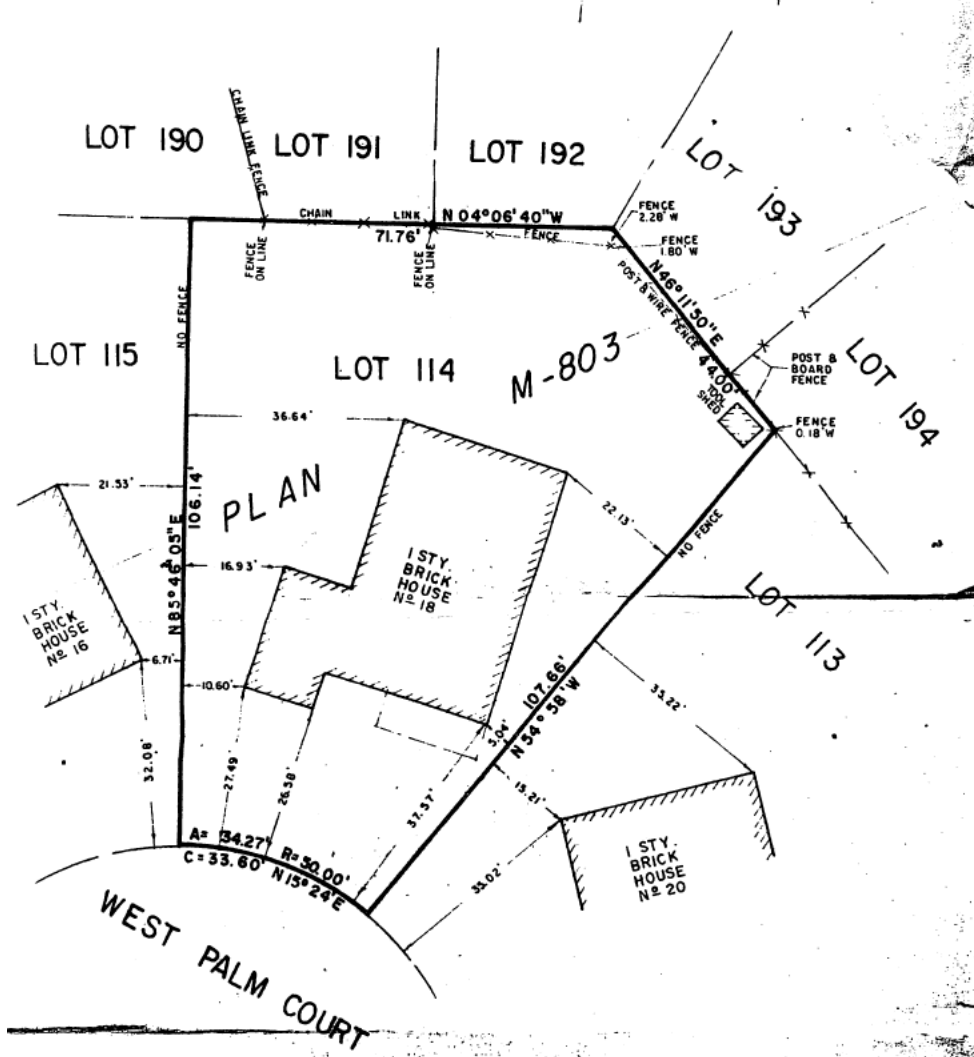 LOT 190
CHAIN LINK FENCE
LOT 191
LOT 192
LOT 193
CHAIN LINK
FENCE
N 04°06'40"W
71.76'
FENCE
ON LINE
FENCE
ON LINE
FENCE
2.28'W
FENCE
1.80'W
N46°11'50"E
44.00'
POST & WIRE FENCE
POST &
BOARD
FENCE
LOT 194
TOOL
SHED
FENCE
0.18'W
NO FENCE
LOT 115
LOT 114
M-803
PLAN
36.64'
21.53'
22.13'
NO FENCE
N85°46'05"E
106.14'
16.93'
1 STY.
BRICK
HOUSE
Nº 18
1 STY.
BRICK
HOUSE
Nº 16
LOT 113
6.71'
10.60'
107.66'
N 54°58'W
35.22'
32.08'
27.49'
26.58'
5.04'
37.57'
15.21'
35.02'
1 STY.
BRICK
HOUSE
Nº 20
A= 34.27' R=50.00'
C=33.60' N15°24'E
WEST PALM COURT